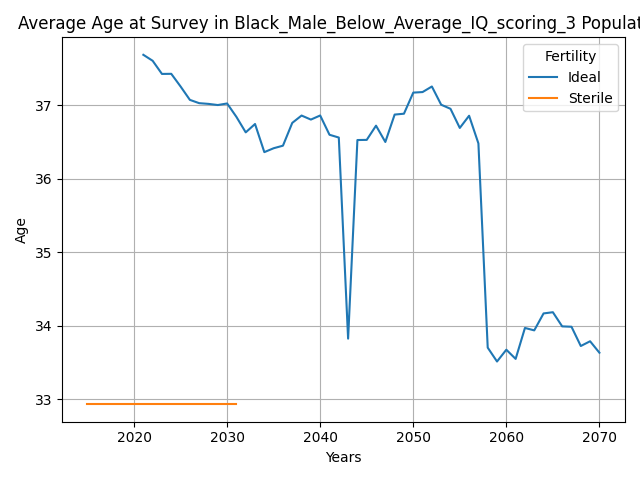 Average Age at Survey in Black_Male_Below_Average_IQ_scoring_3 Populat
Fertility
Ideal
Sterile
Age
37
36
35
34
33
2020 2030 2040 2050 2060 2070
Years